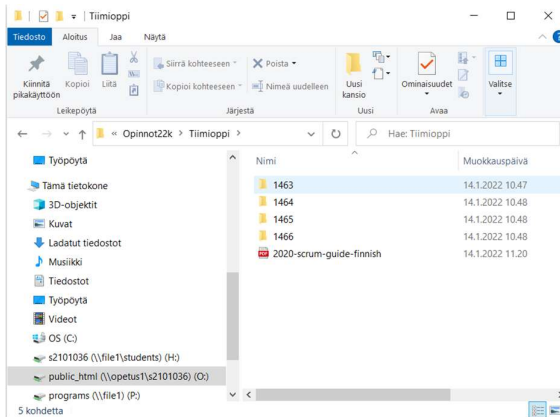 Tiimioppi
Tiedosto Aloitus Jaa Näytä
Kiinnitä pikakäyttöön
Kopioi
Liitä
Siirrä kohteeseen
Kopioi kohteeseen
Poista
Nimeä uudelleen
Uusi kansio
Ominaisuudet
Valitse
Leikepöytä Järjestä Uusi Avaa
« Opinnot22k > Tiimioppi >
Hae: Tiimioppi
Työpöytä
Tämä tietokone
3D-objektit
Kuvat
Ladatut tiedostot
Musiikki
Tiedostot
Työpöytä
Videot
OS (C:)
s2101036 (\\file1\students) (H:)
public_html (\\opetus1\s2101036) (O:)
programs (\\file1) (P:)
Nimi Muokkauspäivä
1463 14.1.2022 10.47
1464 14.1.2022 10.48
1465 14.1.2022 10.48
1466 14.1.2022 10.48
2020-scrum-guide-finnish 14.1.2022 11.20
5 kohdetta